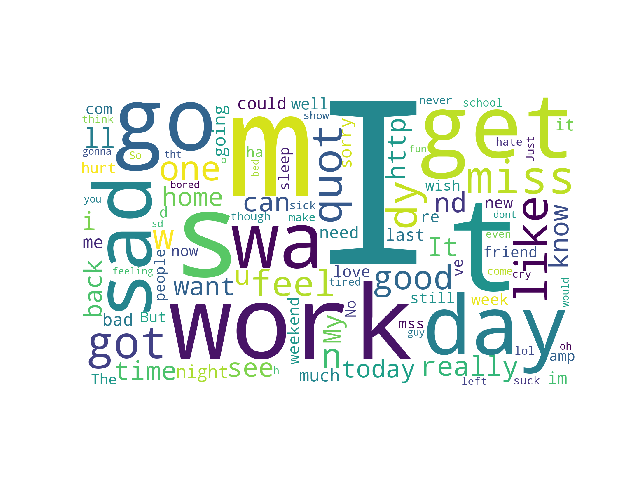 com
go
could
well
never
school
think
ll
going
m
I
show
get
it
gonna
So
tht
u
ha
bed
sleep
quot
sorry
http
fun
hate
Just
hurt
bored
one
can
dy
miss
you
sad
d
home
sick
wish
nd
new
dont
i
w
S
though
make
need
re
t
like
me
now
wa
last
It
friend
even
know
sd
back
feeling
people
want
u
feel
love
tired
good
ve
come
cry
bad
But
work
weekend
No
My
still
week
day
would
got
n
mss
guy
really
lol
oh
amp
The
time
night
see
h
much
today
left
suck
im